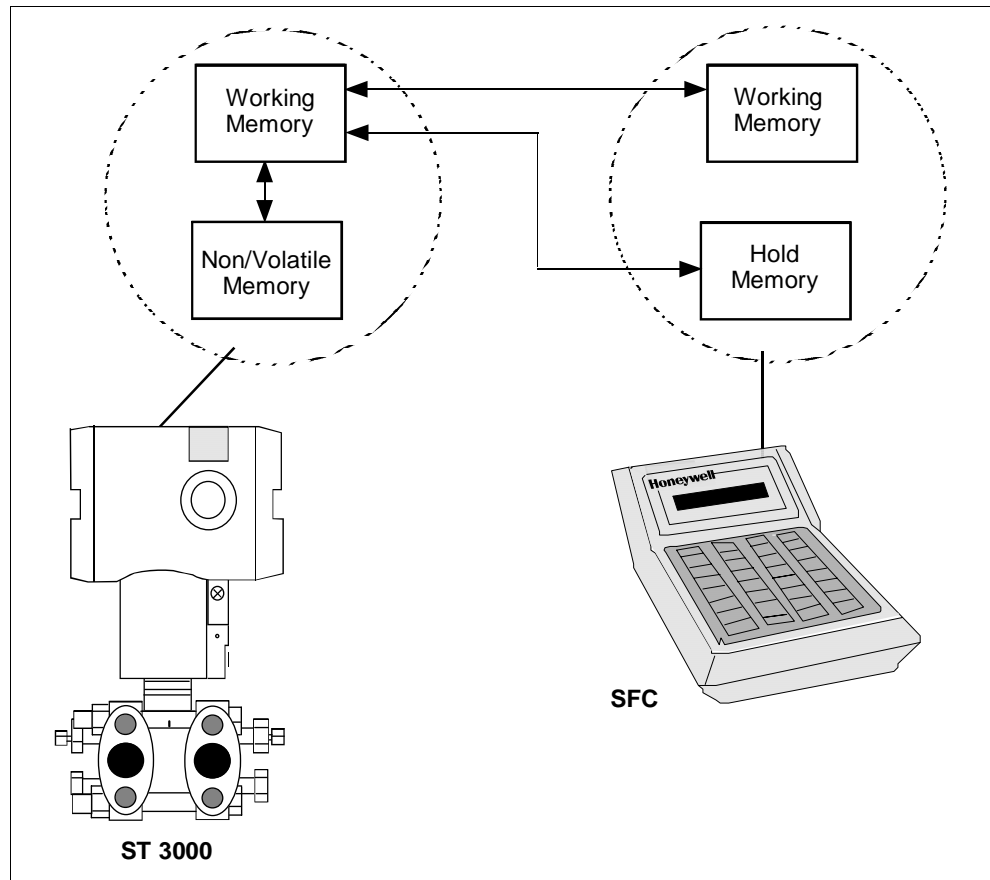 Working
Memory
Working
Memory
Non/Volatile
Memory
Hold
Memory
Honeywell
SFC
ST 3000